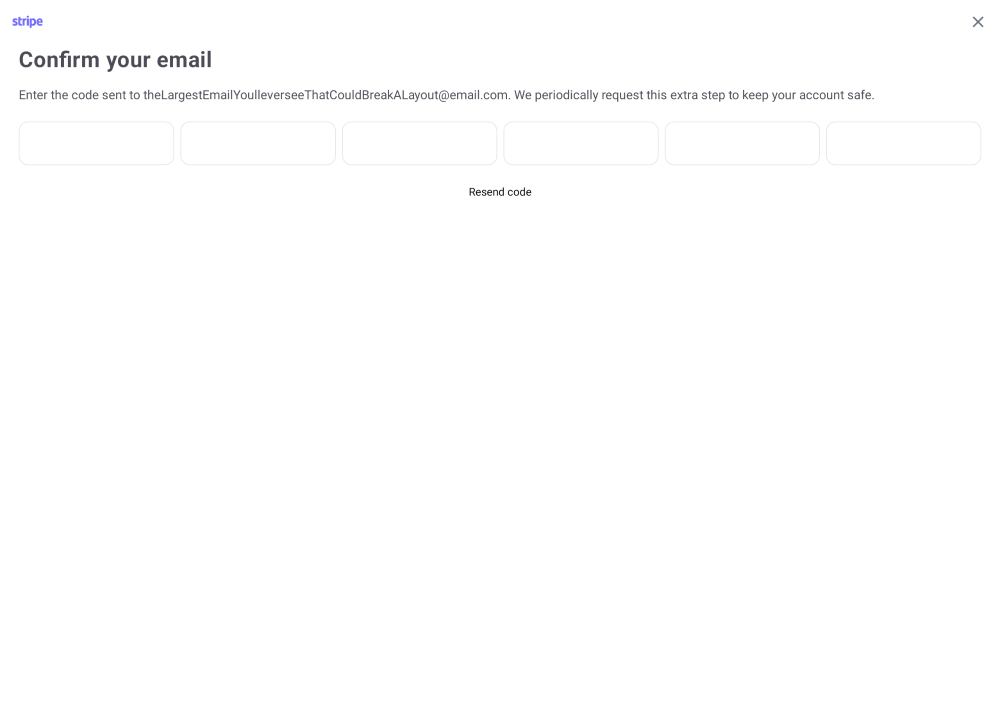 stripe
Confirm your email
Enter the code sent to theLargestEmailYoulleverseeThatCouldBreakALayout@email.com. We periodically request this extra step to keep your account safe.
Resend code